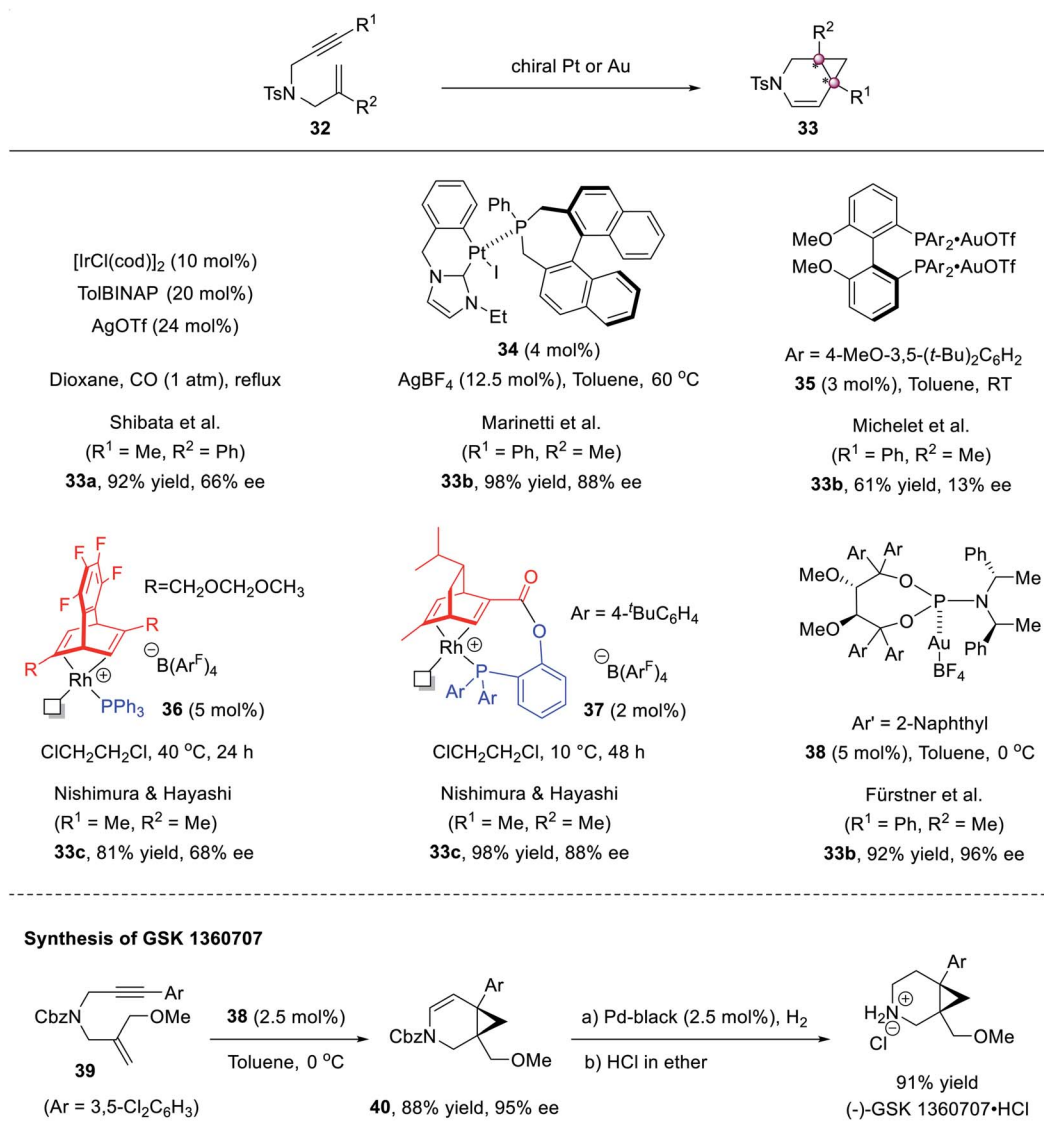 R1
TsN
R2
32
chiral Pt or Au
R2
*
*
TsN
R1
33
[IrCl(cod)]2 (10 mol%)
TolBINAP (20 mol%)
AgOTf (24 mol%)
Dioxane, CO (1 atm), reflux
Shibata et al.
(R1 = Me, R2 = Ph)
33a, 92% yield, 66% ee
Ph
P
Pt
I
N
N
Et
34 (4 mol%)
AgBF4 (12.5 mol%), Toluene, 60 oC
Marinetti et al.
(R1 = Ph, R2 = Me)
33b, 98% yield, 88% ee
MeO
PAr2•AuOTf
MeO
PAr2•AuOTf
Ar = 4-MeO-3,5-(t-Bu)2C6H2
35 (3 mol%), Toluene, RT
Michelet et al.
(R1 = Ph, R2 = Me)
33b, 61% yield, 13% ee
F
F
F
F
R=CH2OCH2OCH3
R
R
Rh
+
PPh3
−
B(ArF)4
36 (5 mol%)
ClCH2CH2Cl, 40 oC, 24 h
Nishimura & Hayashi
(R1 = Me, R2 = Me)
33c, 81% yield, 68% ee
O
O
Ar = 4-tBuC6H4
Rh
+
P
Ar
Ar
−
B(ArF)4
37 (2 mol%)
ClCH2CH2Cl, 10 °C, 48 h
Nishimura & Hayashi
(R1 = Me, R2 = Me)
33c, 98% yield, 88% ee
Ar
Ar
Ph
MeO
O
Me
P
N
MeO
O
Me
Ar
Ar
Au
Ph
BF4
Ar' = 2-Naphthyl
38 (5 mol%), Toluene, 0 oC
Fürstner et al.
(R1 = Ph, R2 = Me)
33b, 92% yield, 96% ee
Synthesis of GSK 1360707
Ar
CbzN
OMe
39
(Ar = 3,5-Cl2C6H3)
38 (2.5 mol%)
Toluene, 0 oC
Ar
CbzN
OMe
40, 88% yield, 95% ee
a) Pd-black (2.5 mol%), H2
b) HCl in ether
Ar
H2N
+
−
Cl
OMe
91% yield
(-)-GSK 1360707•HCl